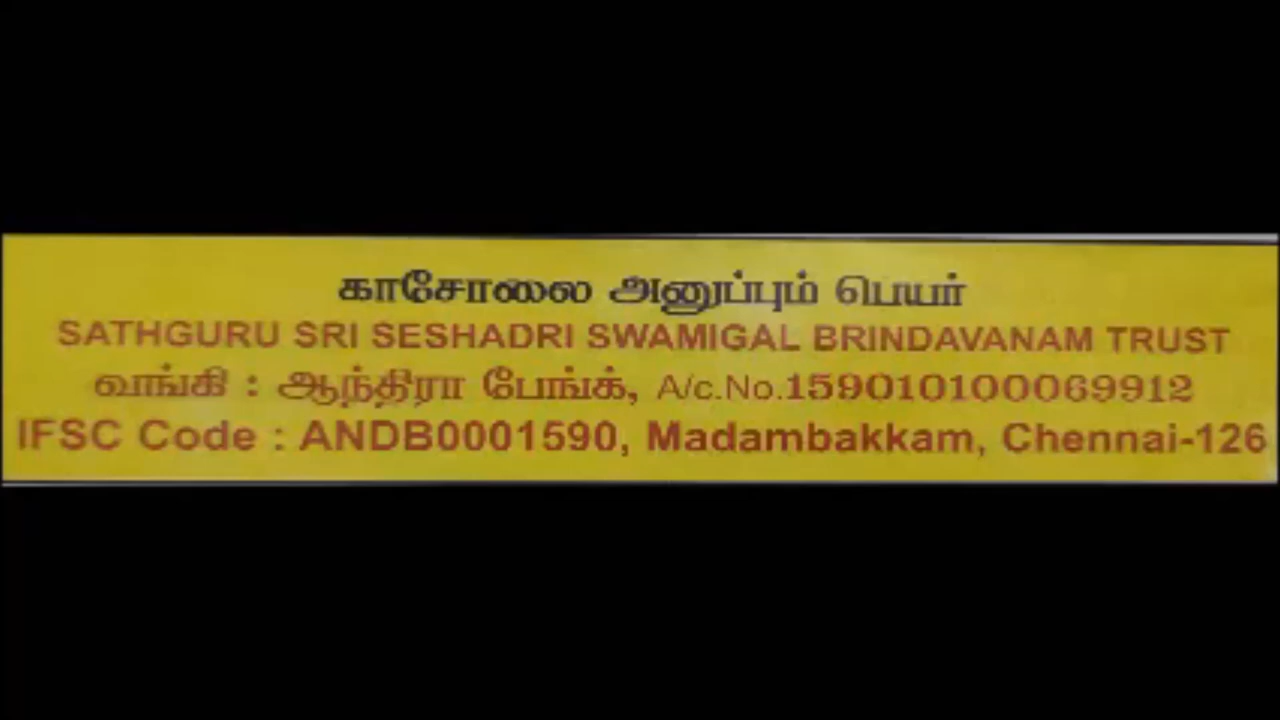 காசோலை அனுப்பும் பெயர்
SATHGURU SRI SESHADRI SWAMIGAL BRINDAVANAM TRUST
வங்கி : ஆந்திரா பேங்க், A/c.No.159010100069912
IFSC Code : ANDB0001590, Madambakkam, Chennai-126